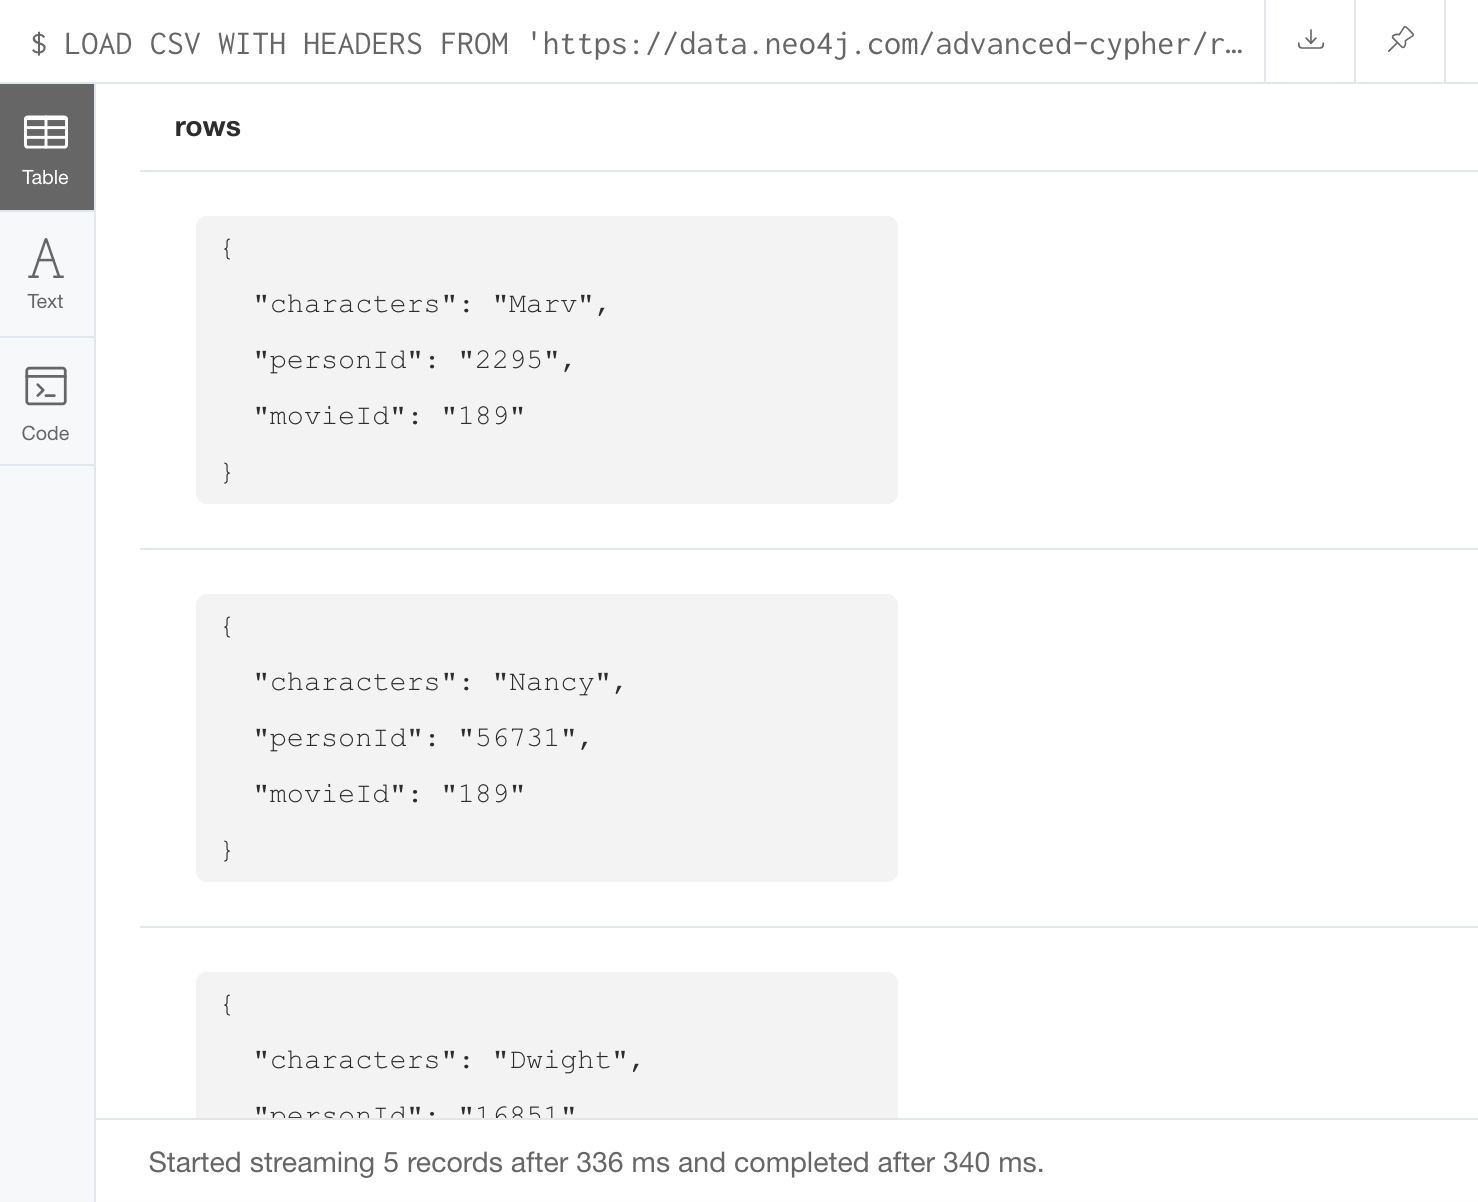 $ LOAD CSV WITH HEADERS FROM 'https://data.neo4j.com/advanced-cypher/r…
Table
Text
Code
rows
{
"characters": "Marv",
"personId": "2295",
"movieId": "189"
}
{
"characters": "Nancy",
"personId": "56731",
"movieId": "189"
}
{
"characters": "Dwight",
"personId": "16851"
Started streaming 5 records after 336 ms and completed after 340 ms.